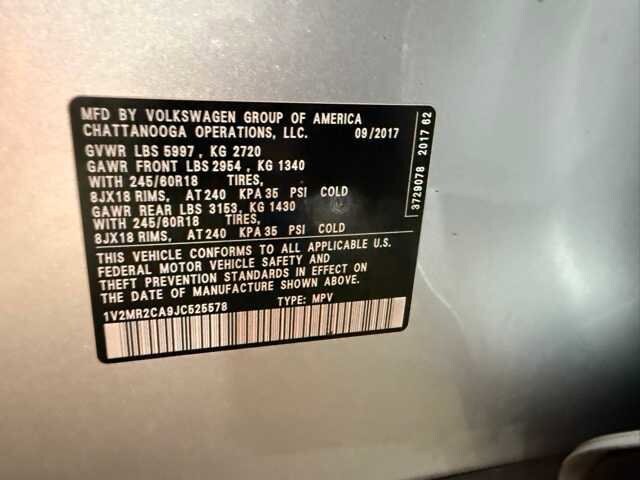 MFD BY VOLKSWAGEN GROUP OF AMERICA
CHATTANOOGA OPERATIONS, LLC. 09/2017
GVWR LBS 5997, KG 2720
GAWR FRONT LBS 2954, KG 1340
WITH 245/60R18 TIRES,
8JX18 RIMS, AT 240 KPA 35 PSI COLD
GAWR REAR LBS 3153, KG 1430
WITH 245/60R18 TIRES,
8JX18 RIMS, AT 240 KPA 35 PSI COLD
THIS VEHICLE CONFORMS TO ALL APPLICABLE U.S.
FEDERAL MOTOR VEHICLE SAFETY AND
THEFT PREVENTION STANDARDS IN EFFECT ON
THE DATE OF MANUFACTURE SHOWN ABOVE.
1V2MR2CA9JC525578 TYPE: MPV
3729078 2017 62